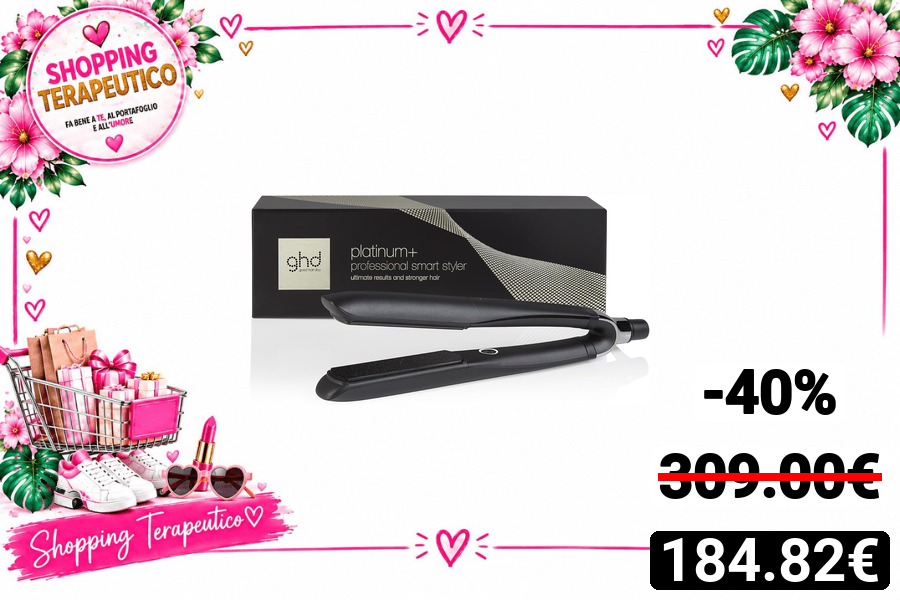 SHOPPING
TERAPEUTICO
FA BENE A TE, AL PORTAFOGLIO
E ALL'UMORE
ghd
platinum+
professional smart styler
ultimate results and stronger hair
-40%
309.00€
184.82€
Shopping Terapeutico